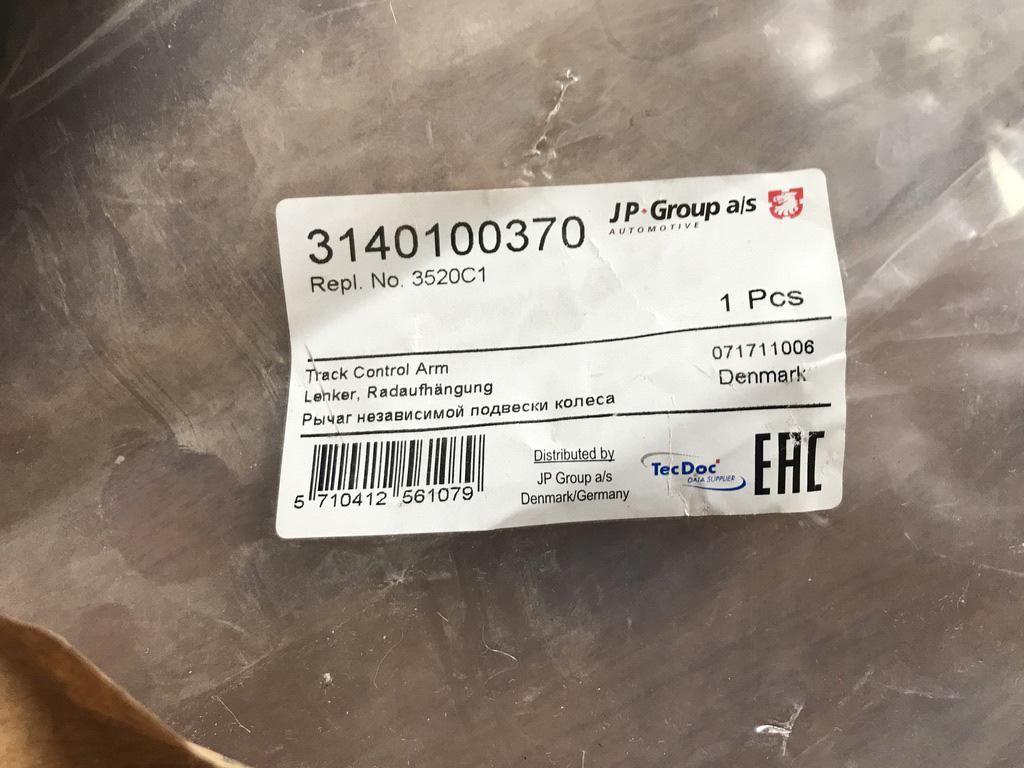 3140100370
JP Group a/s
AUTOMOTIVE
Repl. No. 3520C1
1 Pcs
Track Control Arm
Lenker, Radaufhängung
Рычаг независимой подвески колеса
071711006
Denmark
5 710412 561079
Distributed by
JP Group a/s
Denmark/Germany
TecDoc
DATA SUPPLIER
EAC